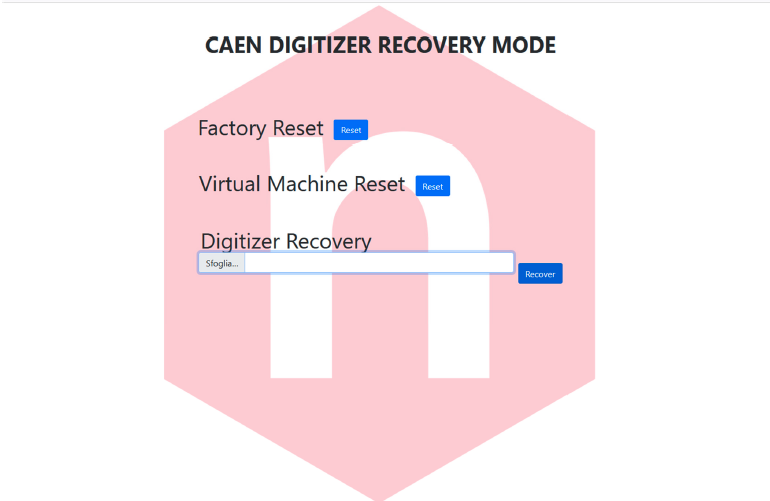 CAEN DIGITIZER RECOVERY MODE
Factory Reset Reset
Virtual Machine Reset Reset
Digitizer Recovery
Sfoglia... Recover
n